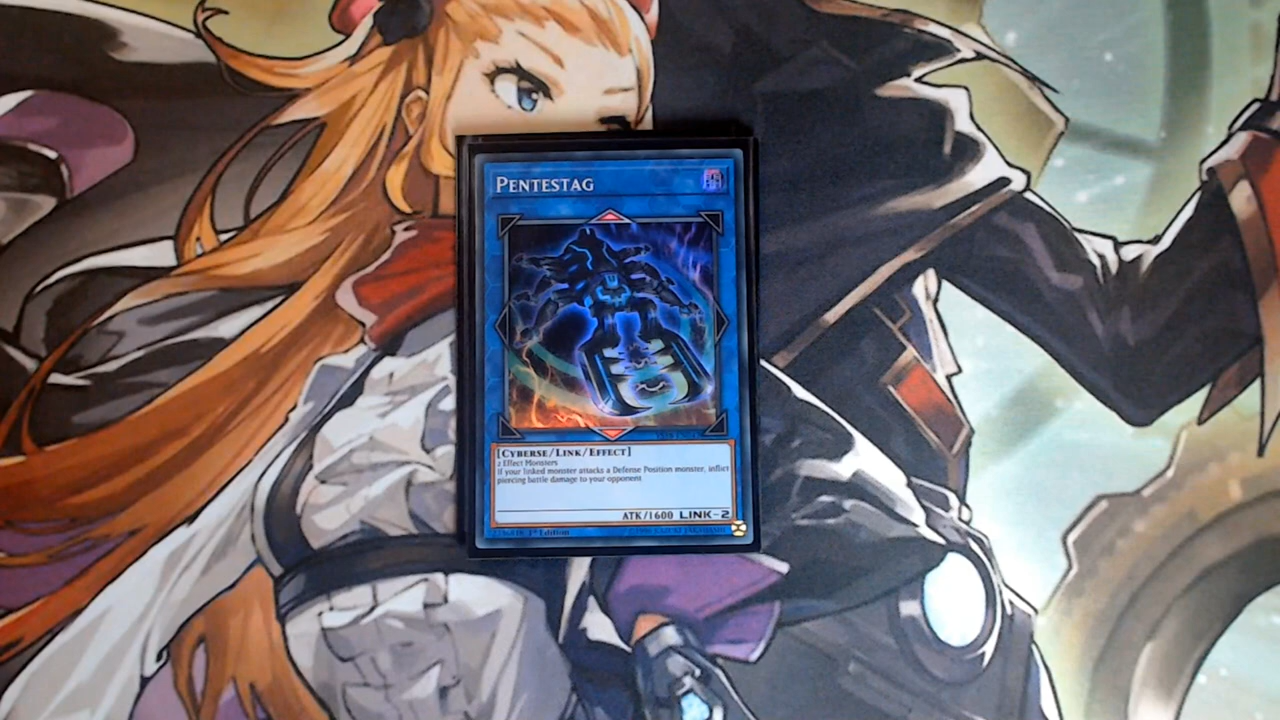 PENTESTAG
[CYBERSE/LINK/EFFECT]
2 Effect Monsters
If your linked monster attacks a Defense Position monster, inflict
piercing battle damage to your opponent
ATK/1600 LINK-2
1st Edition